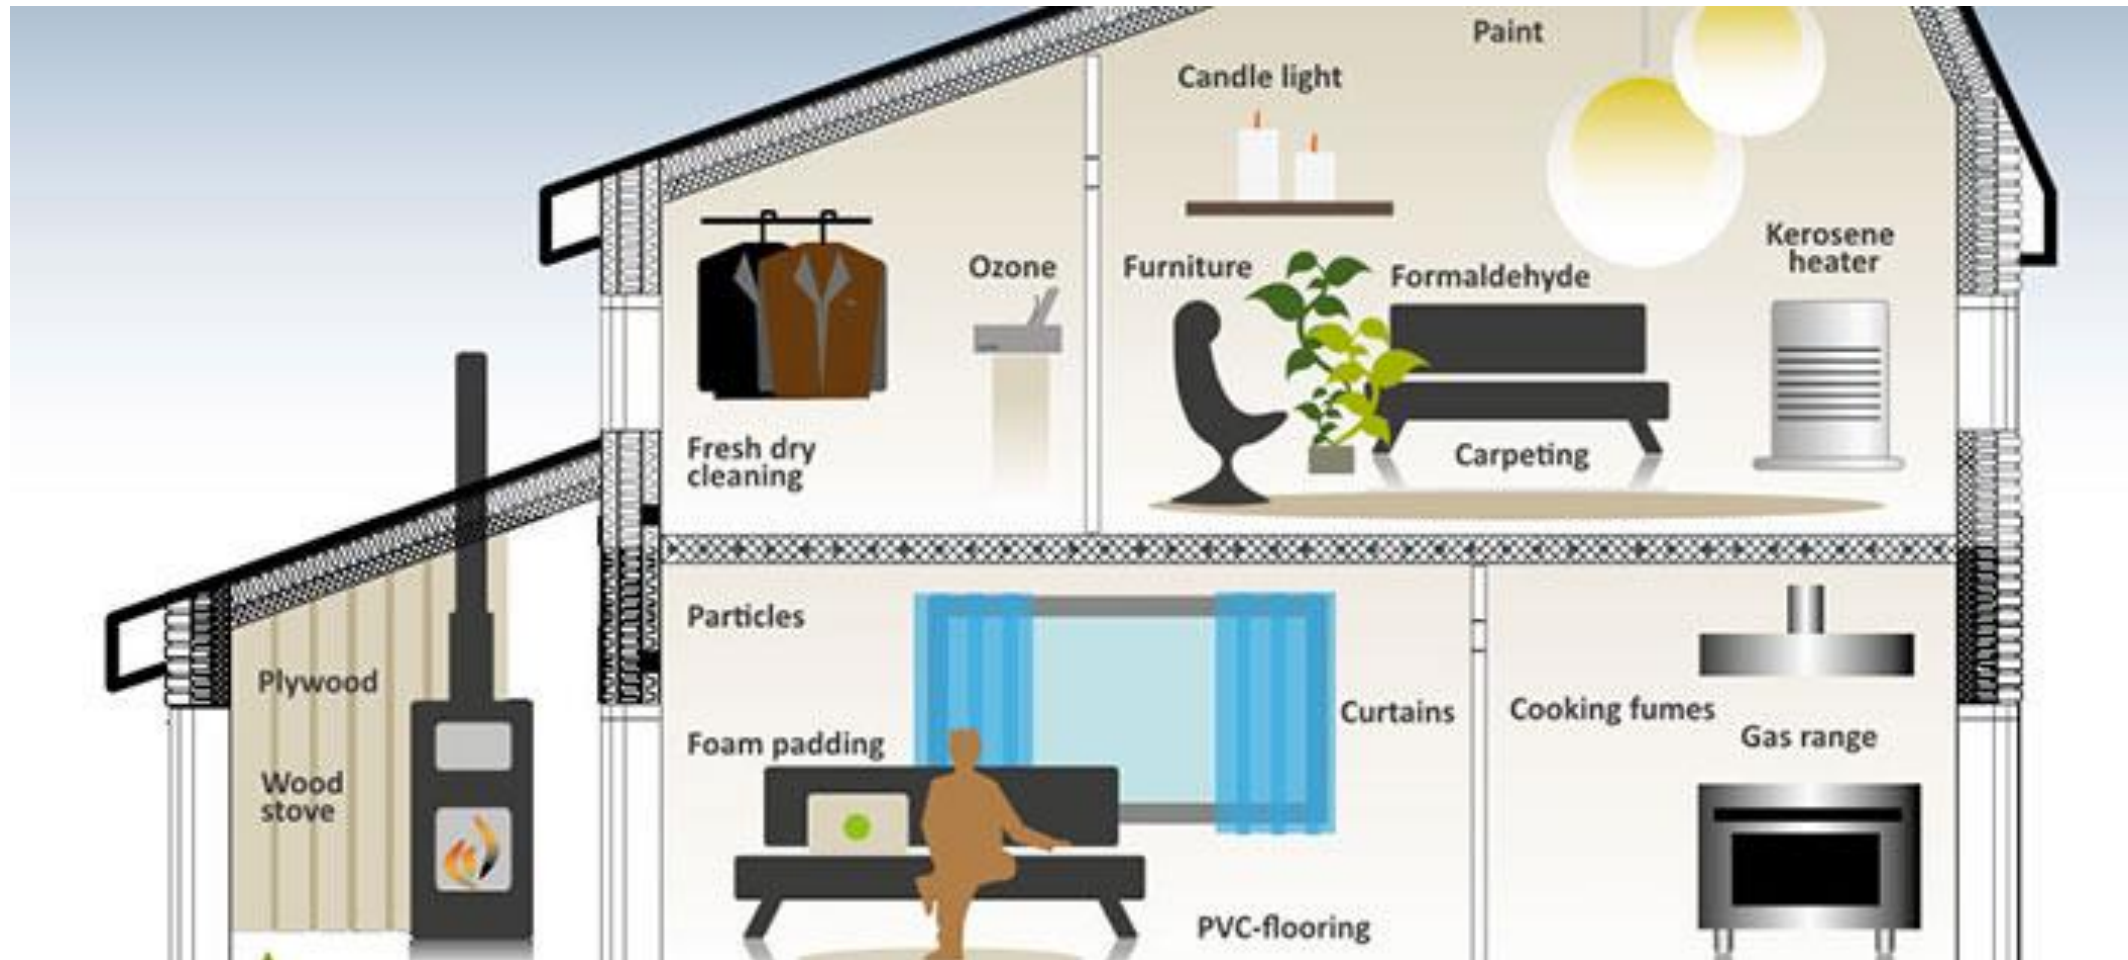 Paint
Candle light
Kerosene
heater
Ozone
Furniture
Formaldehyde
Fresh dry
cleaning
Carpeting
Particles
Plywood
Curtains
Cooking fumes
Gas range
Foam padding
Wood
stove
PVC-flooring